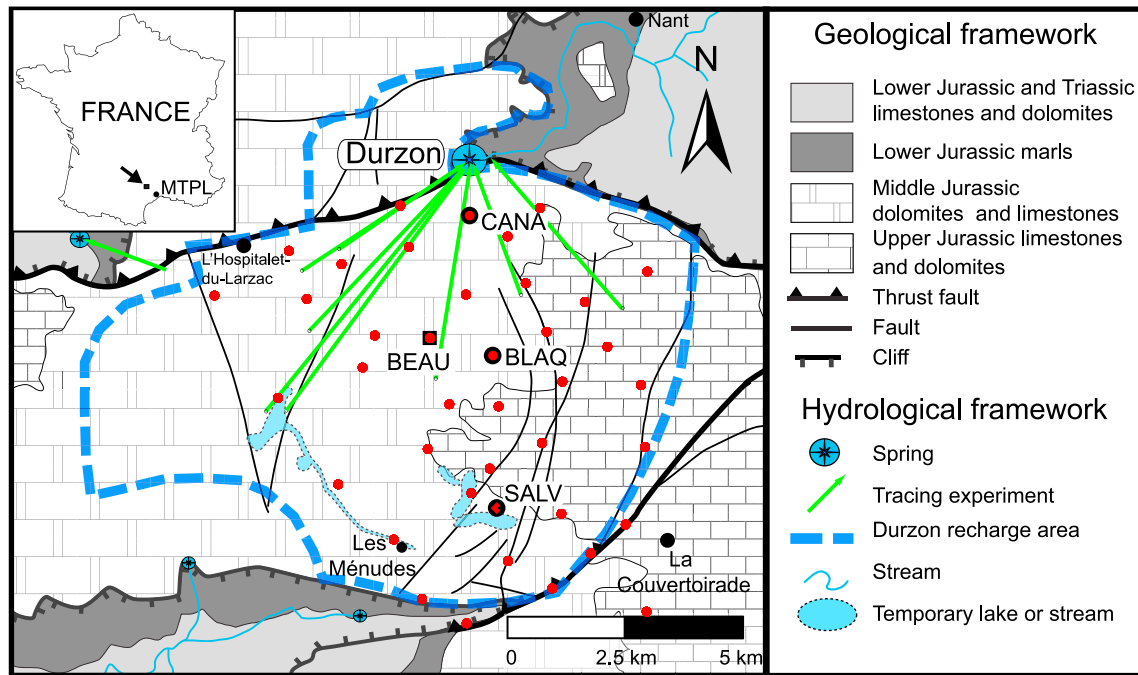 FRANCE
MTPL
Nant
N
Durzon
CANA
L'Hospitalet-
du-Larzac
BEAU
BLAQ
SALV
Les
Ménudes
La
Couvertoirade
0 2.5 km 5 km
Geological framework
Lower Jurassic and Triassic
limestones and dolomites
Lower Jurassic marls
Middle Jurassic
dolomites and limestones
Upper Jurassic limestones
and dolomites
Thrust fault
Fault
Cliff
Hydrological framework
Spring
Tracing experiment
Durzon recharge area
Stream
Temporary lake or stream